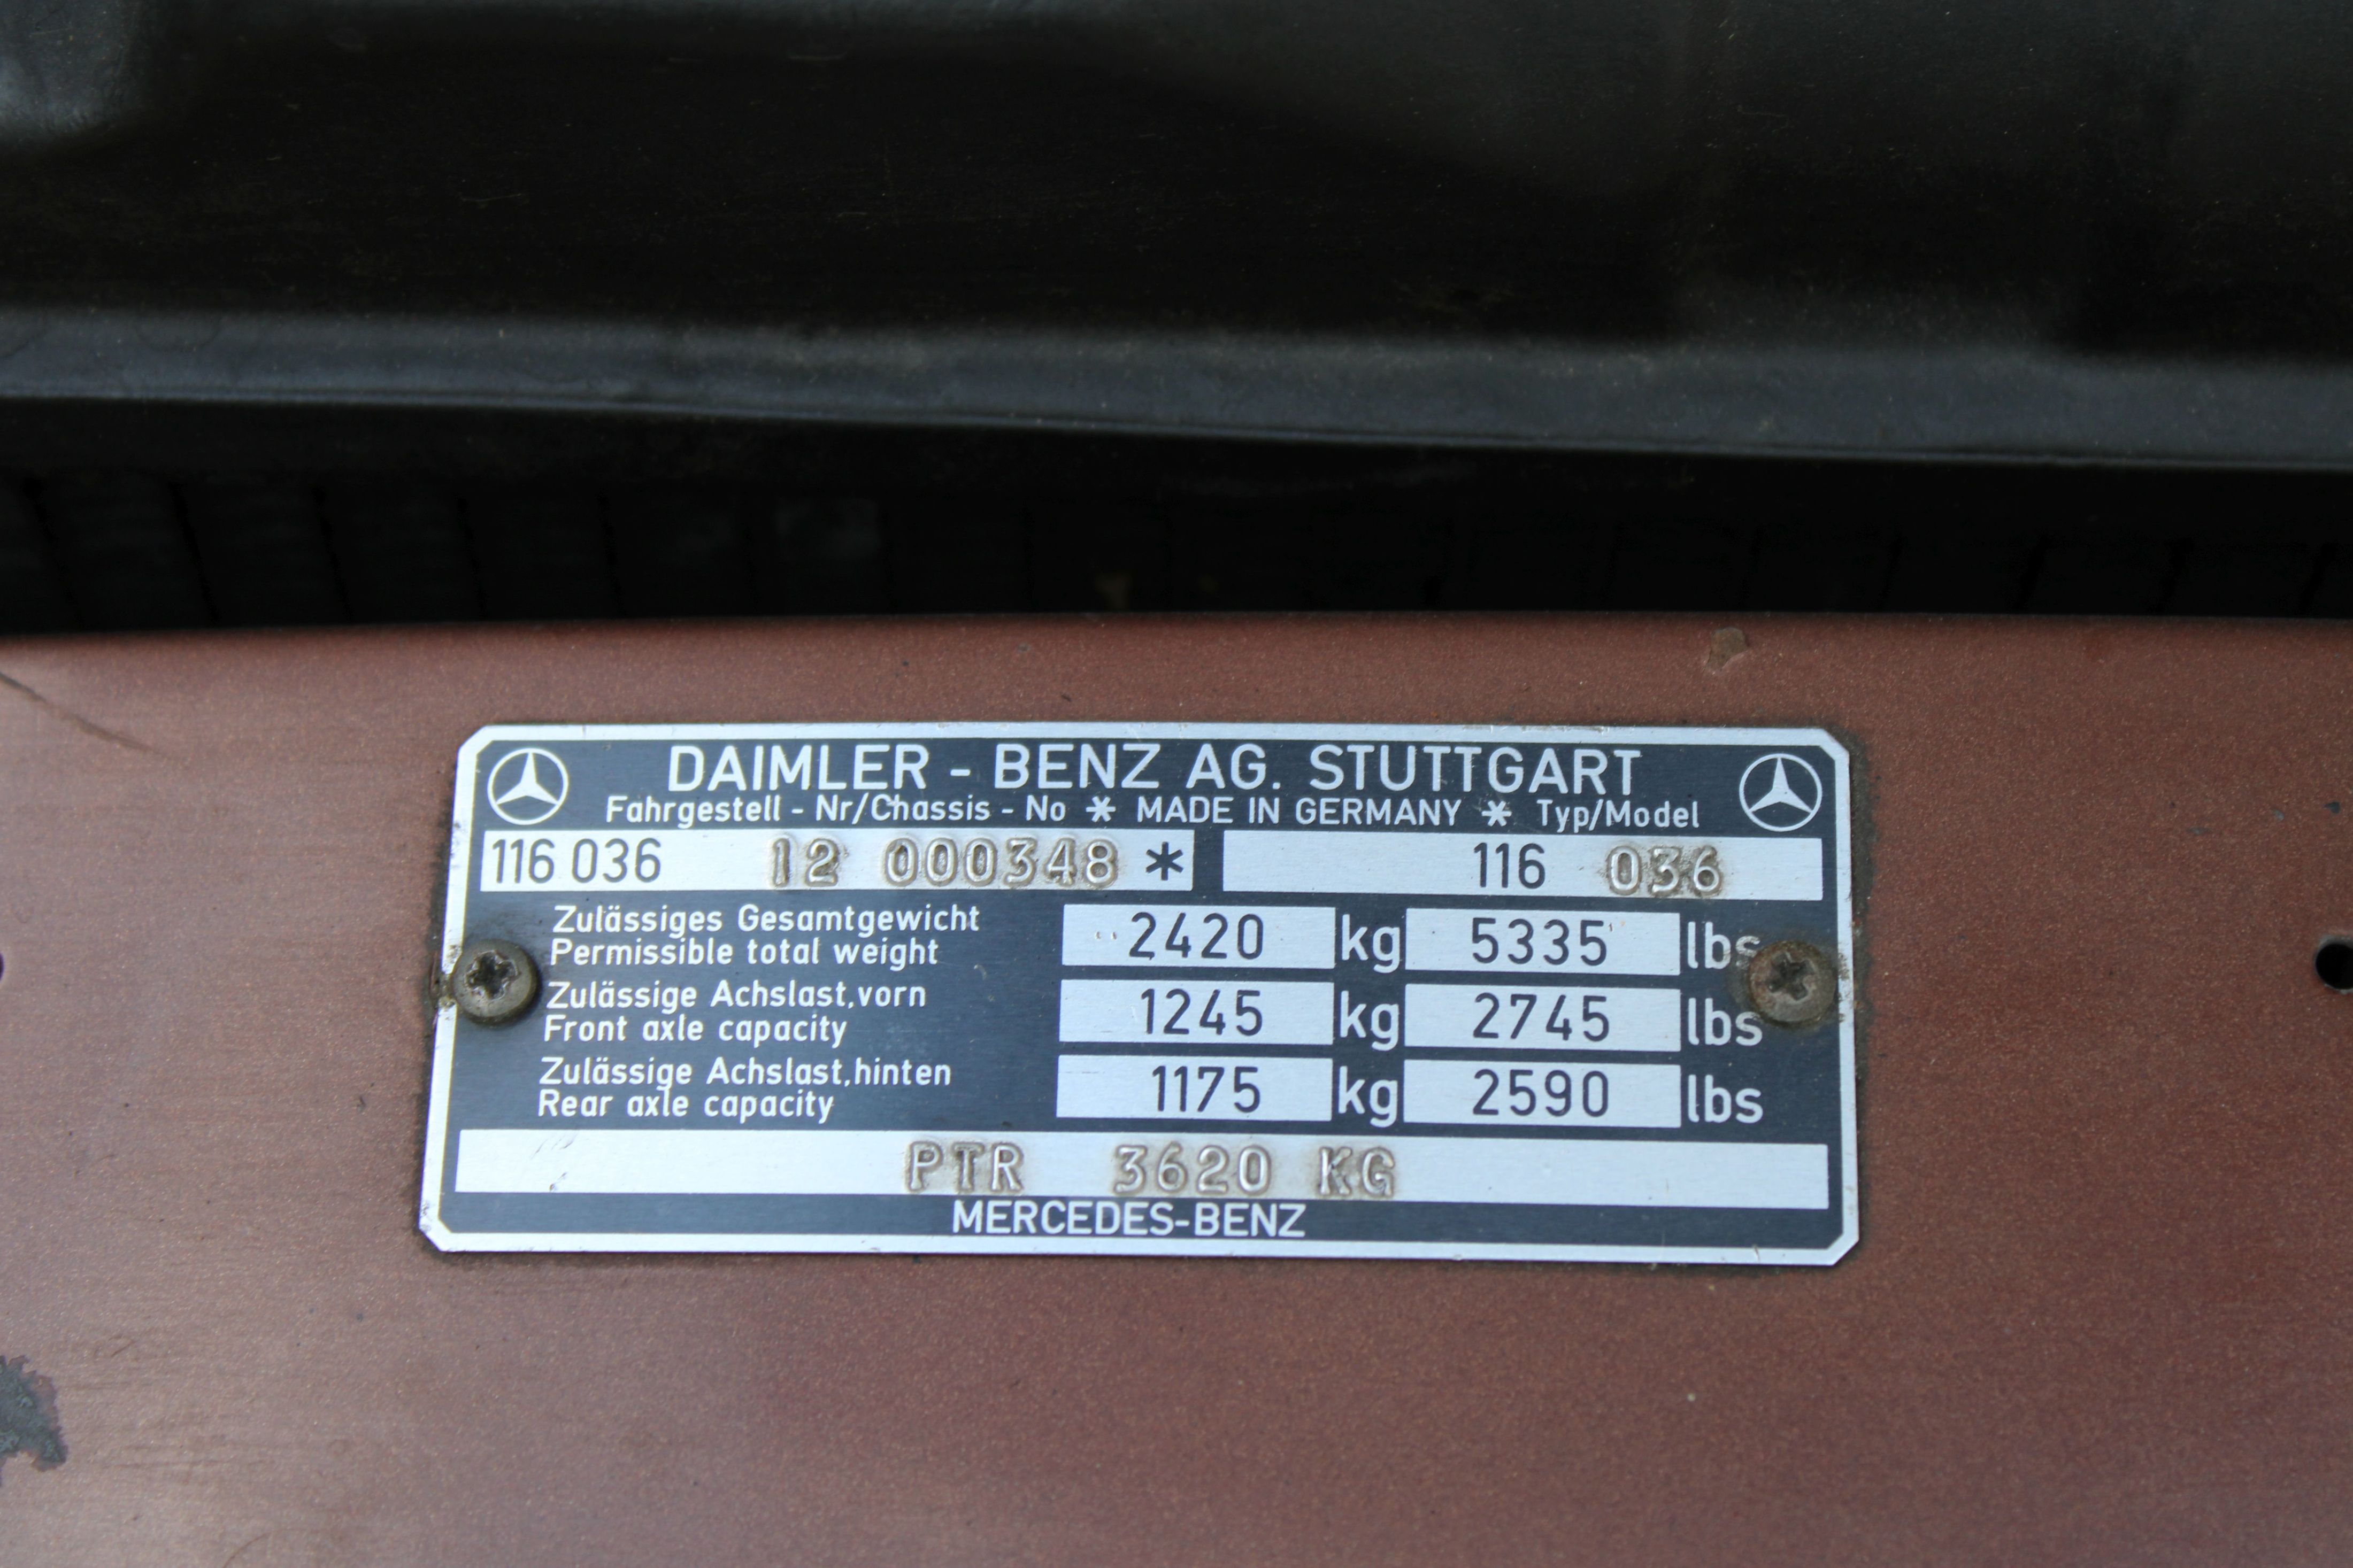 DAIMLER - BENZ AG. STUTTGART
Fahrgestell - Nr/Chassis - No * MADE IN GERMANY * Typ/Model
116 036 12 000348 * 116 036
Zulässiges Gesamtgewicht
Permissible total weight 2420 kg 5335 lbs
Zulässige Achslast, vorn
Front axle capacity 1245 kg 2745 lbs
Zulässige Achslast, hinten
Rear axle capacity 1175 kg 2590 lbs
PTR 3620 KG
MERCEDES-BENZ